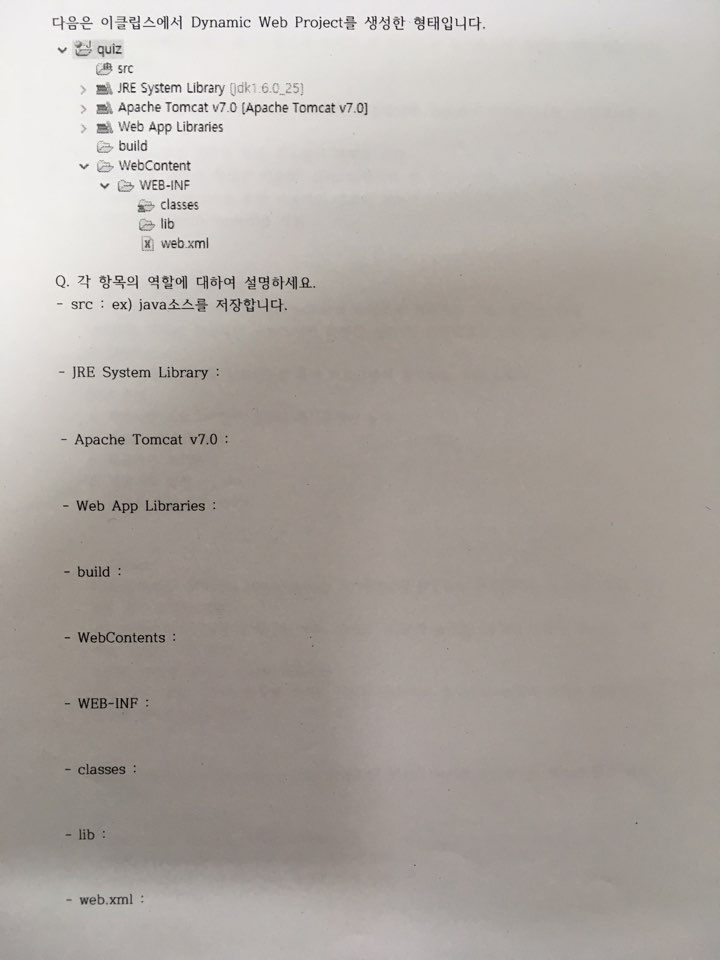 다음은 이클립스에서 Dynamic Web Project를 생성한 형태입니다.
quiz
src
JRE System Library [jdk1.6.0_25]
Apache Tomcat v7.0 [Apache Tomcat v7.0]
Web App Libraries
build
WebContent
WEB-INF
classes
lib
web.xml
Q. 각 항목의 역할에 대하여 설명하세요.
- src : ex) java소스를 저장합니다.
- JRE System Library :
- Apache Tomcat v7.0 :
- Web App Libraries :
- build :
- WebContents :
- WEB-INF :
- classes :
- lib :
- web.xml :